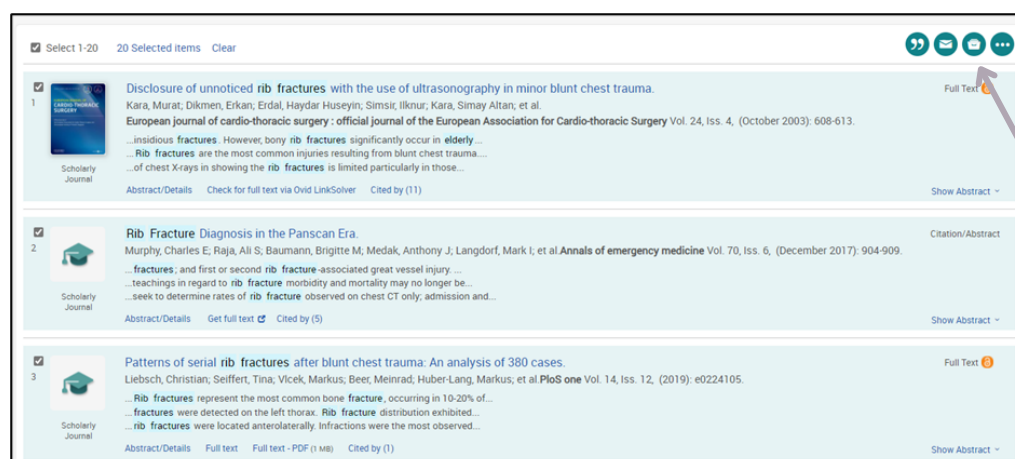 Select 1-20 20 Selected items Clear
1
Disclosure of unnoticed rib fractures with the use of ultrasonography in minor blunt chest trauma.
Full Text
Kara, Murat; Dikmen, Erkan; Erdal, Haydar Huseyin; Simsir, Ilknur; Kara, Simay Altan; et al.
European journal of cardio-thoracic surgery : official journal of the European Association for Cardio-thoracic Surgery Vol. 24, Iss. 4, (October 2003): 608-613.
...insidious fractures. However, bony rib fractures significantly occur in elderly...
...Rib fractures are the most common injuries resulting from blunt chest trauma....
...of chest X-rays in showing the rib fractures is limited particularly in those...
CARDIO-THORACIC
SURGERY
Scholarly
Journal
Abstract/Details Check for full text via Ovid LinkSolver Cited by (11)
Show Abstract
2
Rib Fracture Diagnosis in the Panscan Era.
Citation/Abstract
Murphy, Charles E; Raja, Ali S; Baumann, Brigitte M; Medak, Anthony J; Langdorf, Mark I; et al.Annals of emergency medicine Vol. 70, Iss. 6, (December 2017): 904-909.
...fractures; and first or second rib fracture-associated great vessel injury. ...
...teachings in regard to rib fracture morbidity and mortality may no longer be...
...seek to determine rates of rib fracture observed on chest CT only; admission and...
Scholarly
Journal
Abstract/Details Get full text Cited by (5)
Show Abstract
3
Patterns of serial rib fractures after blunt chest trauma: An analysis of 380 cases.
Full Text
Liebsch, Christian; Seiffert, Tina; Vlcek, Markus; Beer, Meinrad; Huber-Lang, Markus; et al.PloS one Vol. 14, Iss. 12, (2019): e0224105.
...Rib fractures represent the most common bone fracture, occurring in 10-20% of...
...fractures were detected on the left thorax. Rib fracture distribution exhibited...
...rib fractures were located anterolaterally. Infractions were the most observed...
Scholarly
Journal
Abstract/Details Full text Full text - PDF (1 MB) Cited by (1)
Show Abstract